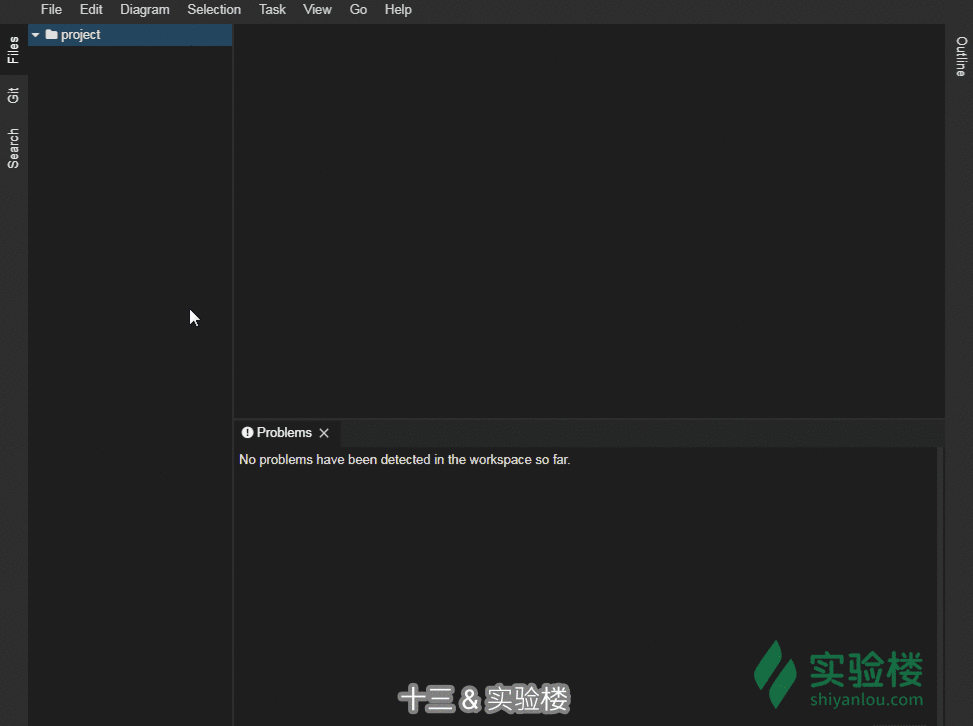 File Edit Diagram Selection Task View Go Help
Files
Git
Search
project
Outline
Problems
No problems have been detected in the workspace so far.
实验楼
shiyanlou.com
十三 & 实验楼